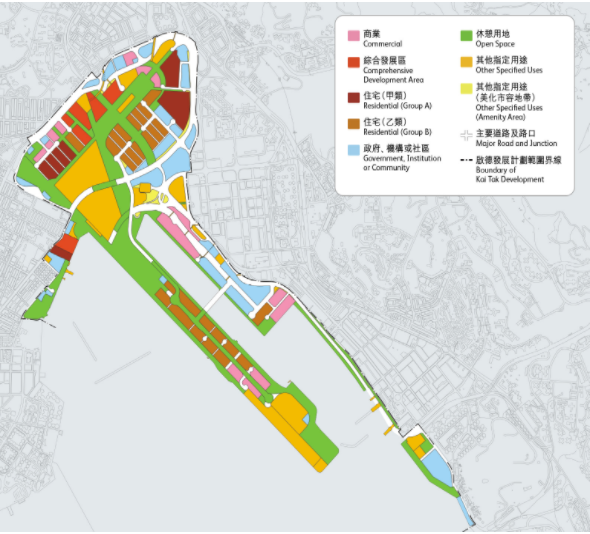 商業
Commercial
綜合發展區
Comprehensive
Development Area
住宅（甲類）
Residential (Group A)
住宅（乙類）
Residential (Group B)
政府、機構或社區
Government, Institution
or Community
休憩用地
Open Space
其他指定用途
Other Specified Uses
其他指定用途
（美化市容地帶）
Other Specified Uses
(Amenity Area)
主要道路及路口
Major Road and Junction
啟德發展計劃範圍界線
Boundary of
Kai Tak Development